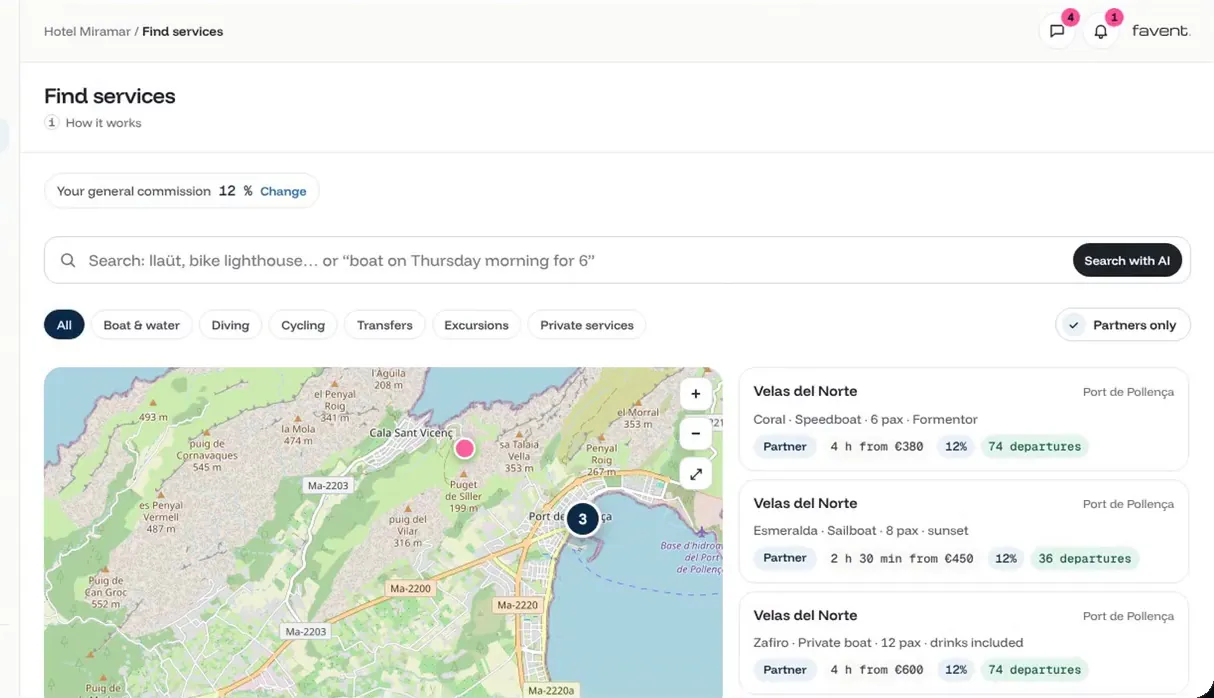 Hotel Miramar / Find services
4
1
favent.
Find services
How it works
Your general commission 12 % Change
Search: llaüt, bike lighthouse… or “boat on Thursday morning for 6”
Search with AI
All
Boat & water
Diving
Cycling
Transfers
Excursions
Private services
Partners only
l'Àguila
208 m
493 m
el Penyal
Roig
341 m
la Mola
474 m
Cala Sant Vicenç
puig de
Cornavaques
545 m
sa Talaia
Vella
353 m
el Morral
353 m
Penyal
Roig
267 m
Ma-2203
Puget
de Siller
199 m
es Penyal
Vermell
487 m
puig del
Vilar
316 m
3
Base d'hidrom
del Port
de Pollenç
Puig de
Can Groc
552 m
Ma-2200
Ma-2220
Ma-2203
Puig de
Ma-2220a
+
−
Velas del Norte
Port de Pollença
Coral · Speedboat · 6 pax · Formentor
Partner 4 h from €380 12% 74 departures
Velas del Norte
Port de Pollença
Esmeralda · Sailboat · 8 pax · sunset
Partner 2 h 30 min from €450 12% 36 departures
Velas del Norte
Port de Pollença
Zafiro · Private boat · 12 pax · drinks included
Partner 4 h from €600 12% 74 departures